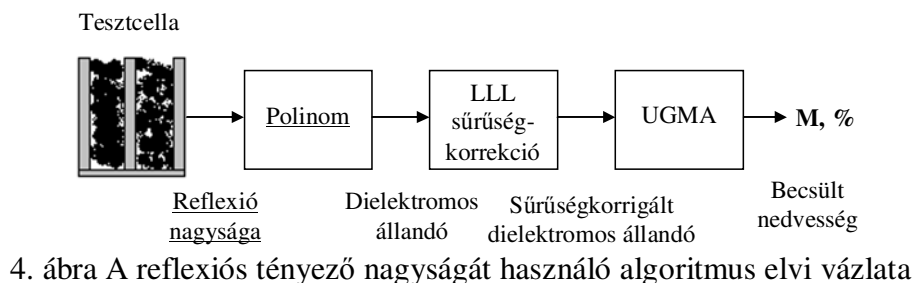 Tesztcella
Polinom
LLL
sűrűség-
korrekció
UGMA
M, %
Reflexió
nagysága
Dielektromos
állandó
Sűrűségkorrigált
dielektromos állandó
Becsült
nedvesség
4. ábra A reflexiós tényező nagyságát használó algoritmus elvi vázlata